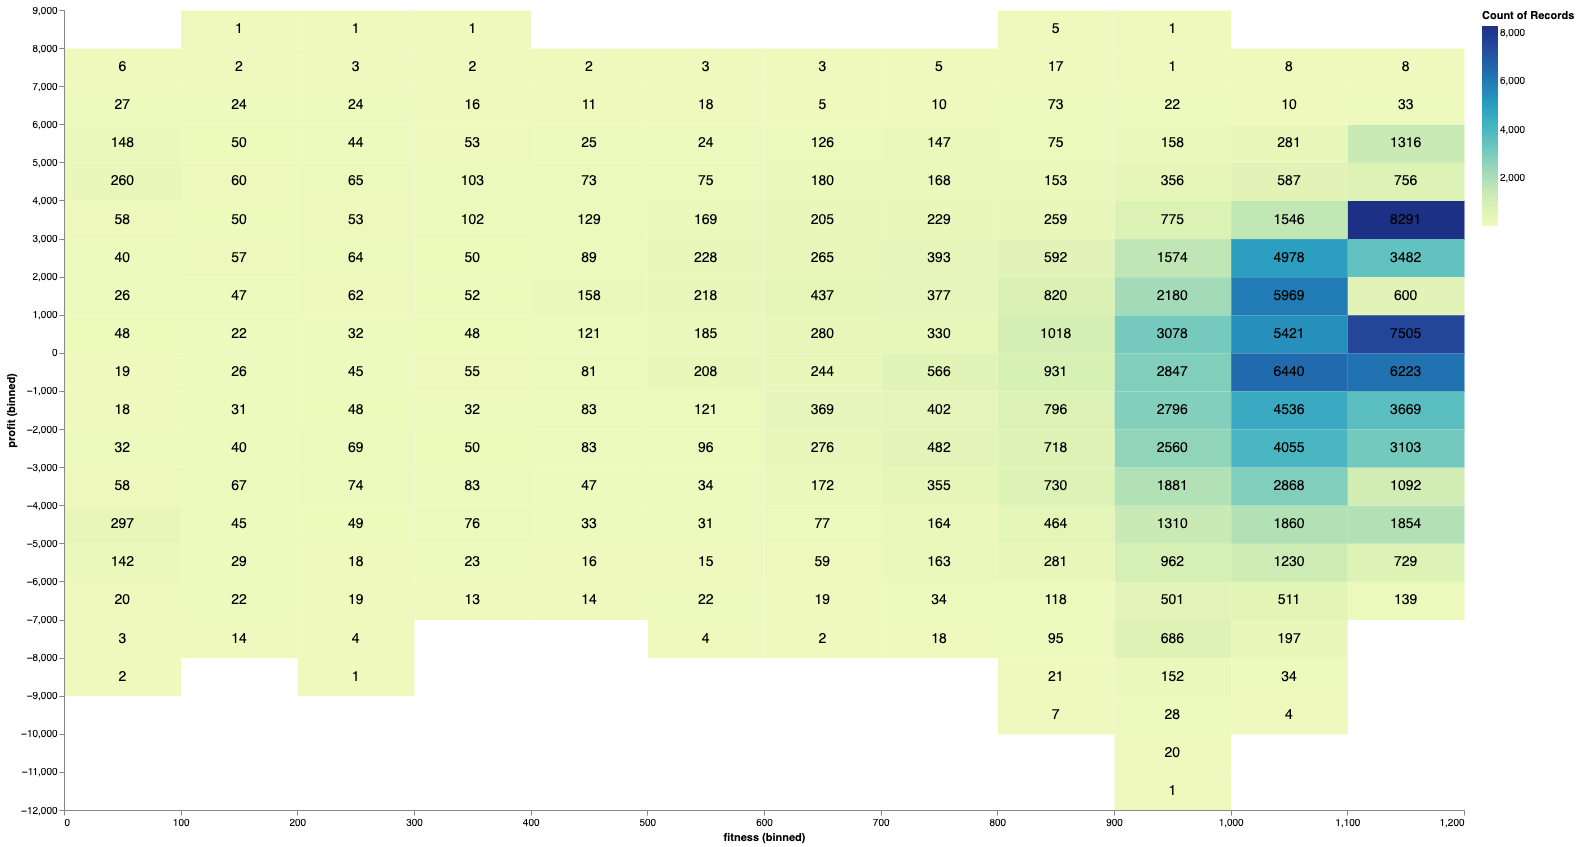 Count of Records
8,000
6,000
4,000
2,000
profit (binned)
9,000 1 1 1 5 1
8,000 6 2 3 2 2 3 3 5 17 1 8 8
7,000 27 24 24 16 11 18 5 10 73 22 10 33
6,000 148 50 44 53 25 24 126 147 75 158 281 1316
5,000 260 60 65 103 73 75 180 168 153 356 587 756
4,000 58 50 53 102 129 169 205 229 259 775 1546 8291
3,000 40 57 64 50 89 228 265 393 592 1574 4978 3482
2,000 26 47 62 52 158 218 437 377 820 2180 5969 600
1,000 48 22 32 48 121 185 280 330 1018 3078 5421 7505
0 19 26 45 55 81 208 244 566 931 2847 6440 6223
−1,000 18 31 48 32 83 121 369 402 796 2796 4536 3669
−2,000 32 40 69 50 83 96 276 482 718 2560 4055 3103
−3,000 58 67 74 83 47 34 172 355 730 1881 2868 1092
−4,000 297 45 49 76 33 31 77 164 464 1310 1860 1854
−5,000 142 29 18 23 16 15 59 163 281 962 1230 729
−6,000 20 22 19 13 14 22 19 34 118 501 511 139
−7,000 3 14 4 4 2 18 95 686 197
−8,000 2 1 21 152 34
−9,000 7 28 4
−10,000 20
−11,000 1
−12,000
0 100 200 300 400 500 600 700 800 900 1,000 1,100 1,200
fitness (binned)